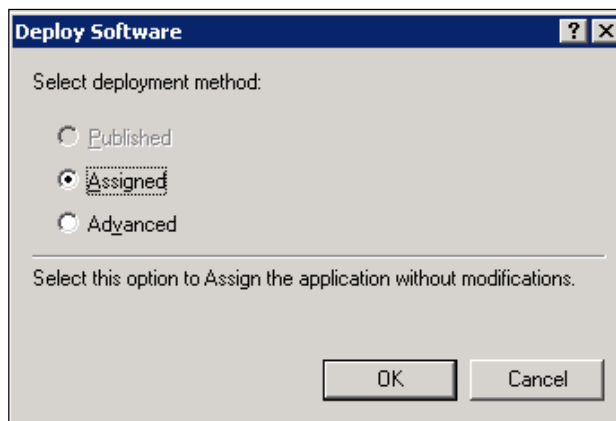 Deploy Software
Select deployment method:
Published
Assigned
Advanced
Select this option to Assign the application without modifications.
OK
Cancel